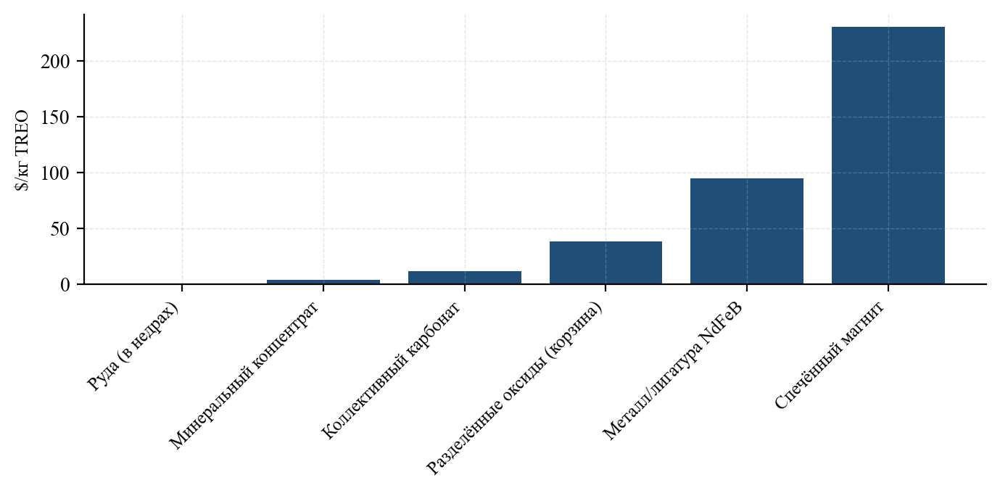 $/кг TREO
200
150
100
50
0
Руда (в недрах)
Минеральный концентрат
Коллективный карбонат
Разделённые оксиды (корзина)
Металл/лигатура NdFeB
Спечённый магнит